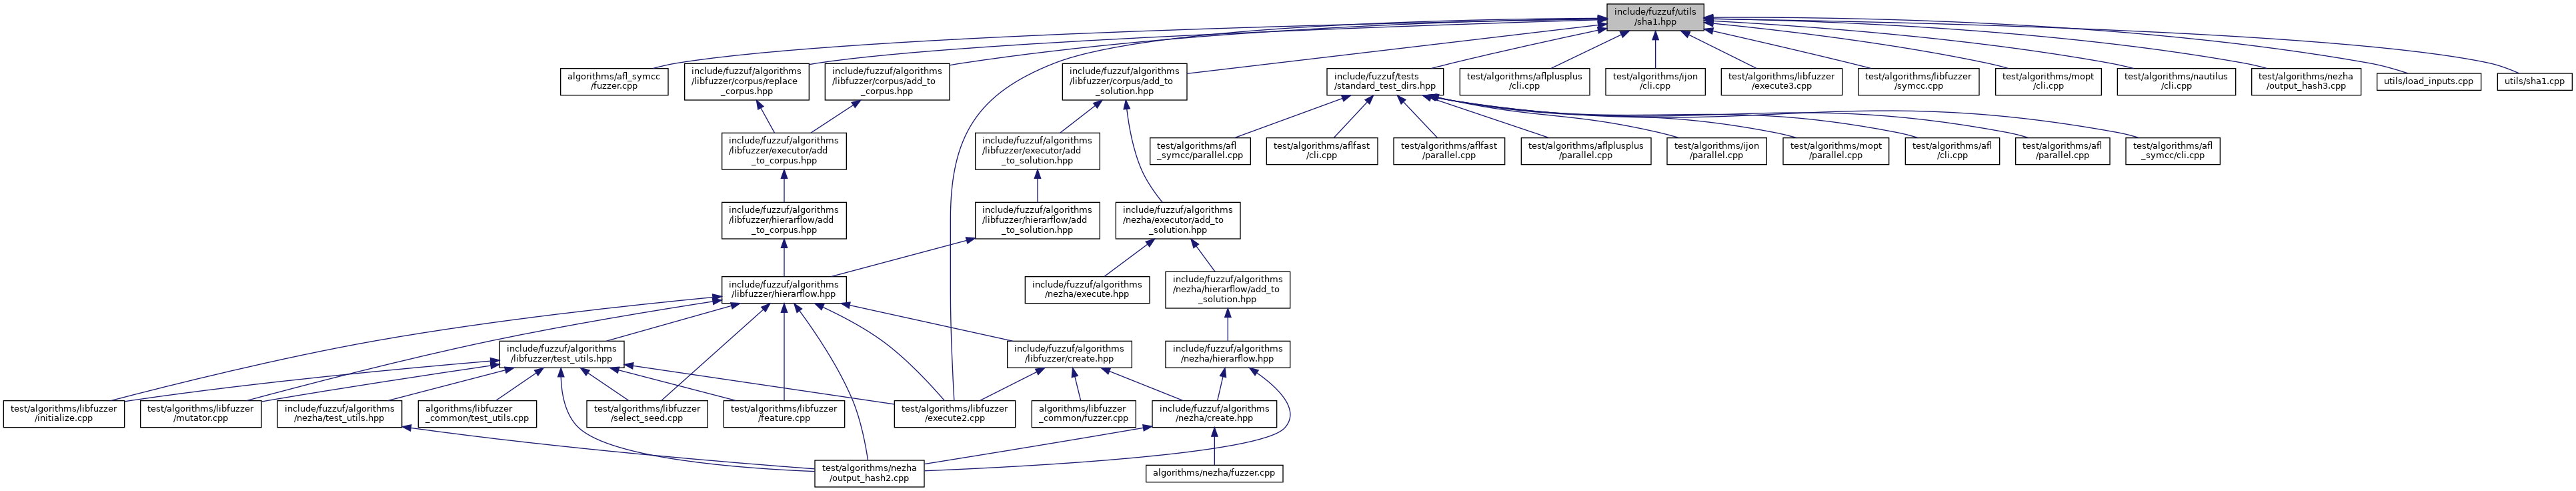 include/fuzzuf/utils
/sha1.hpp
algorithms/afl_symcc
/fuzzer.cpp
include/fuzzuf/algorithms
/libfuzzer/corpus/replace
_corpus.hpp
include/fuzzuf/algorithms
/libfuzzer/corpus/add_to
_corpus.hpp
include/fuzzuf/algorithms
/libfuzzer/corpus/add_to
_solution.hpp
include/fuzzuf/tests
/standard_test_dirs.hpp
test/algorithms/aflplusplus
/cli.cpp
test/algorithms/ijon
/cli.cpp
test/algorithms/libfuzzer
/execute3.cpp
test/algorithms/libfuzzer
/symcc.cpp
test/algorithms/mopt
/cli.cpp
test/algorithms/nautilus
/cli.cpp
test/algorithms/nezha
/output_hash3.cpp
utils/load_inputs.cpp
utils/sha1.cpp
include/fuzzuf/algorithms
/libfuzzer/executor/add
_to_corpus.hpp
include/fuzzuf/algorithms
/libfuzzer/executor/add
_to_solution.hpp
test/algorithms/afl
_symcc/parallel.cpp
test/algorithms/aflfast
/cli.cpp
test/algorithms/aflfast
/parallel.cpp
test/algorithms/aflplusplus
/parallel.cpp
test/algorithms/ijon
/parallel.cpp
test/algorithms/mopt
/parallel.cpp
test/algorithms/afl
/cli.cpp
test/algorithms/afl
/parallel.cpp
test/algorithms/afl
_symcc/cli.cpp
include/fuzzuf/algorithms
/libfuzzer/hierarflow/add
_to_corpus.hpp
include/fuzzuf/algorithms
/libfuzzer/hierarflow/add
_to_solution.hpp
include/fuzzuf/algorithms
/nezha/executor/add_to
_solution.hpp
include/fuzzuf/algorithms
/libfuzzer/hierarflow.hpp
include/fuzzuf/algorithms
/nezha/execute.hpp
include/fuzzuf/algorithms
/nezha/hierarflow/add_to
_solution.hpp
include/fuzzuf/algorithms
/libfuzzer/test_utils.hpp
include/fuzzuf/algorithms
/libfuzzer/create.hpp
include/fuzzuf/algorithms
/nezha/hierarflow.hpp
test/algorithms/libfuzzer
/initialize.cpp
test/algorithms/libfuzzer
/mutator.cpp
include/fuzzuf/algorithms
/nezha/test_utils.hpp
algorithms/libfuzzer
_common/test_utils.cpp
test/algorithms/libfuzzer
/select_seed.cpp
test/algorithms/libfuzzer
/feature.cpp
test/algorithms/libfuzzer
/execute2.cpp
algorithms/libfuzzer
_common/fuzzer.cpp
include/fuzzuf/algorithms
/nezha/create.hpp
test/algorithms/nezha
/output_hash2.cpp
algorithms/nezha/fuzzer.cpp